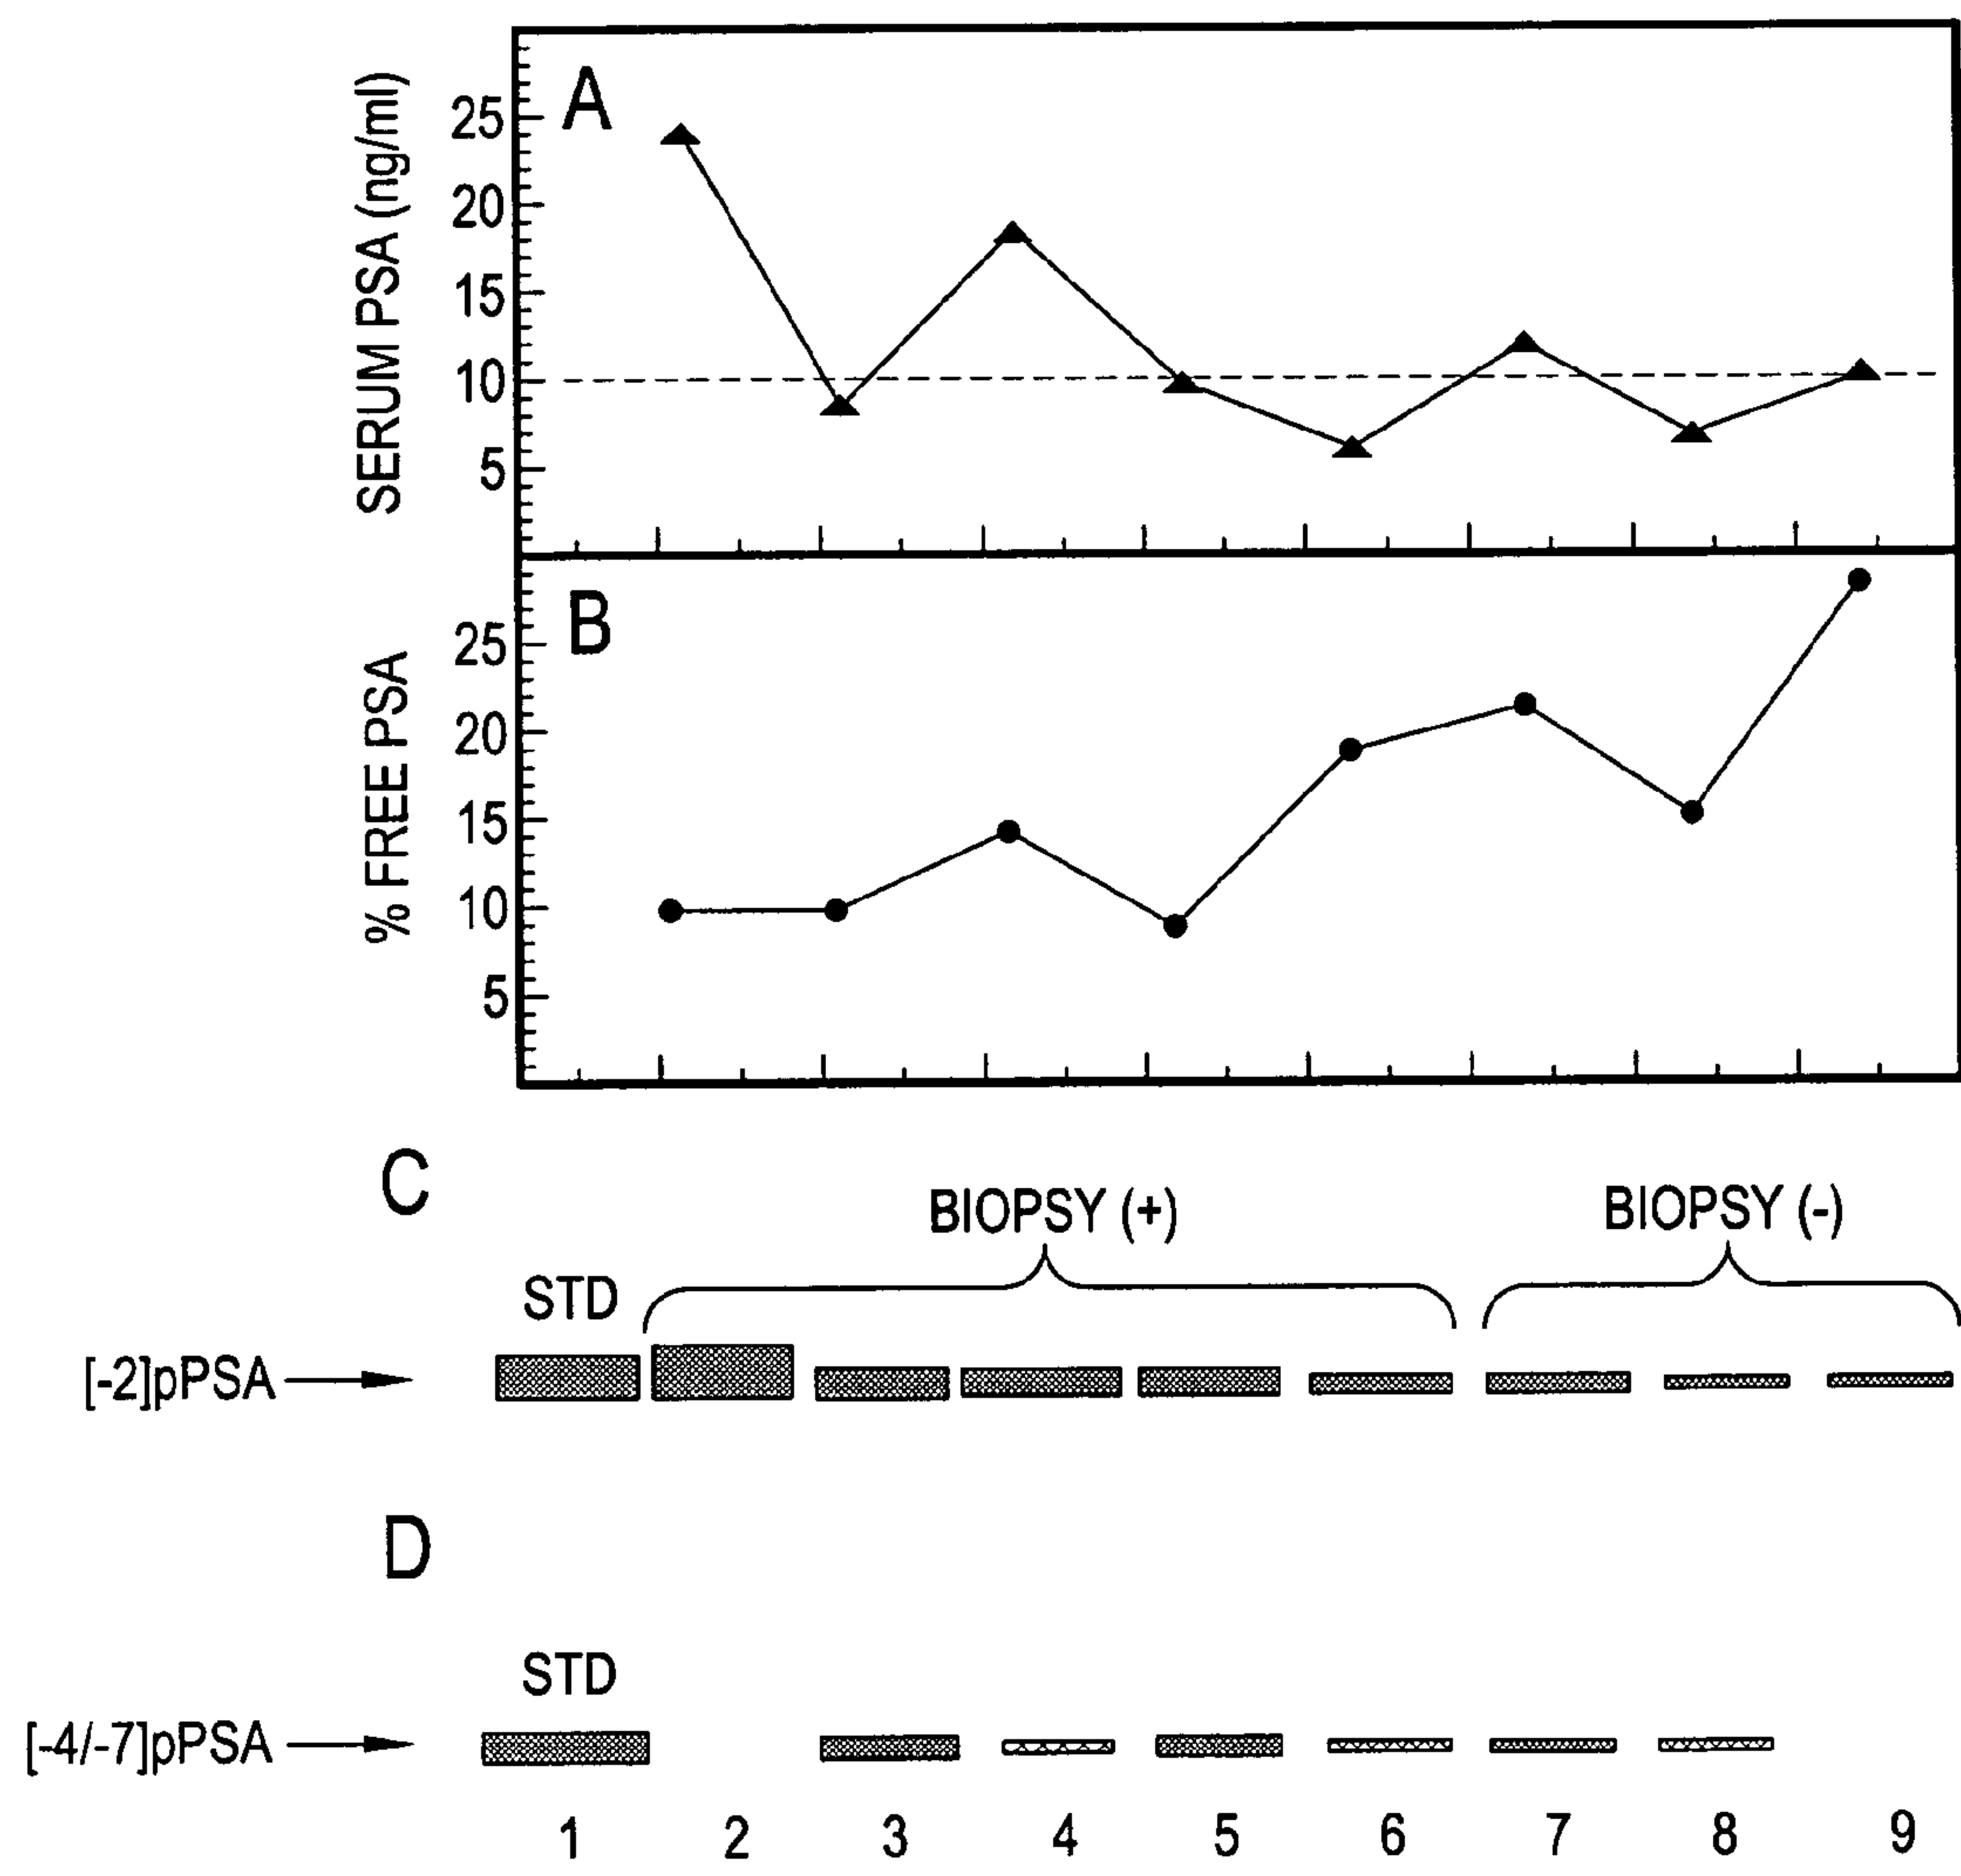 A
SERUM PSA (ng/ml)
25
20
15
10
5
B
% FREE PSA
25
20
15
10
5
C
BIOPSY (+)
BIOPSY (-)
STD
[-2]pPSA
D
STD
[-4/-7]pPSA
1 2 3 4 5 6 7 8 9